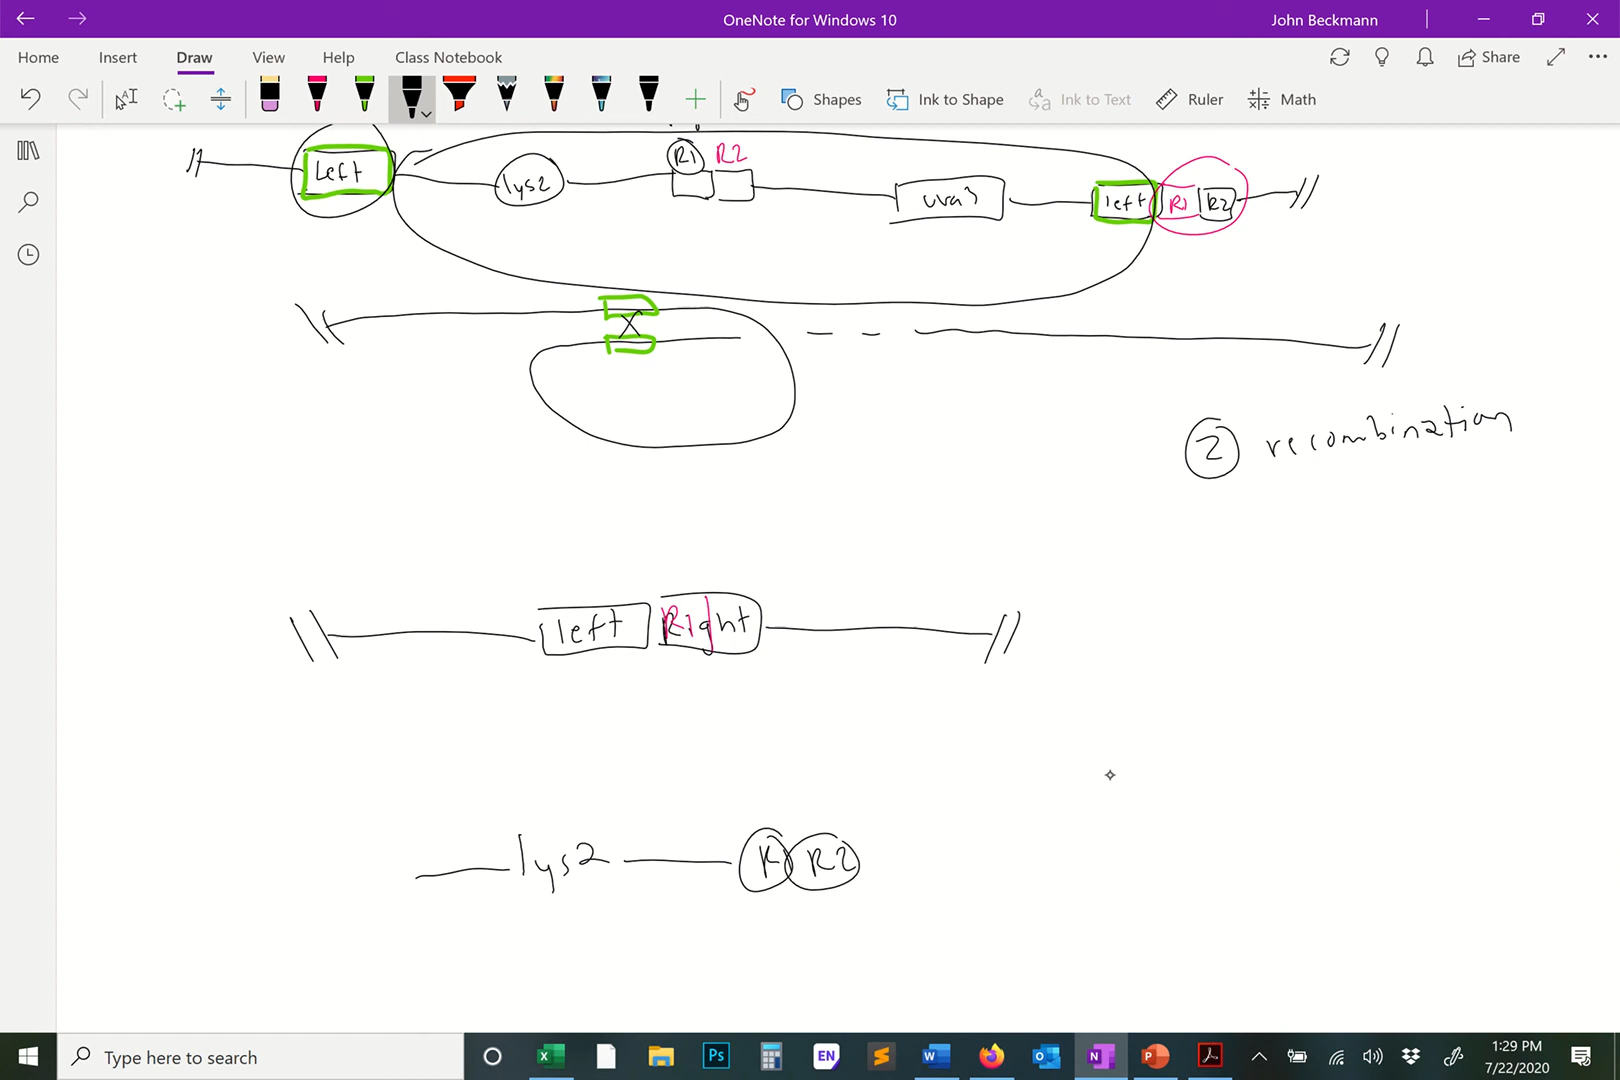 OneNote for Windows 10
John Beckmann
Home Insert Draw View Help Class Notebook
Share
Shapes Ink to Shape Ink to Text Ruler Math
R1 R2
left lys2 ura3 left R1 R2
2 recombination
left Right
R1
lys2 R R2
Type here to search
1:29 PM
7/22/2020